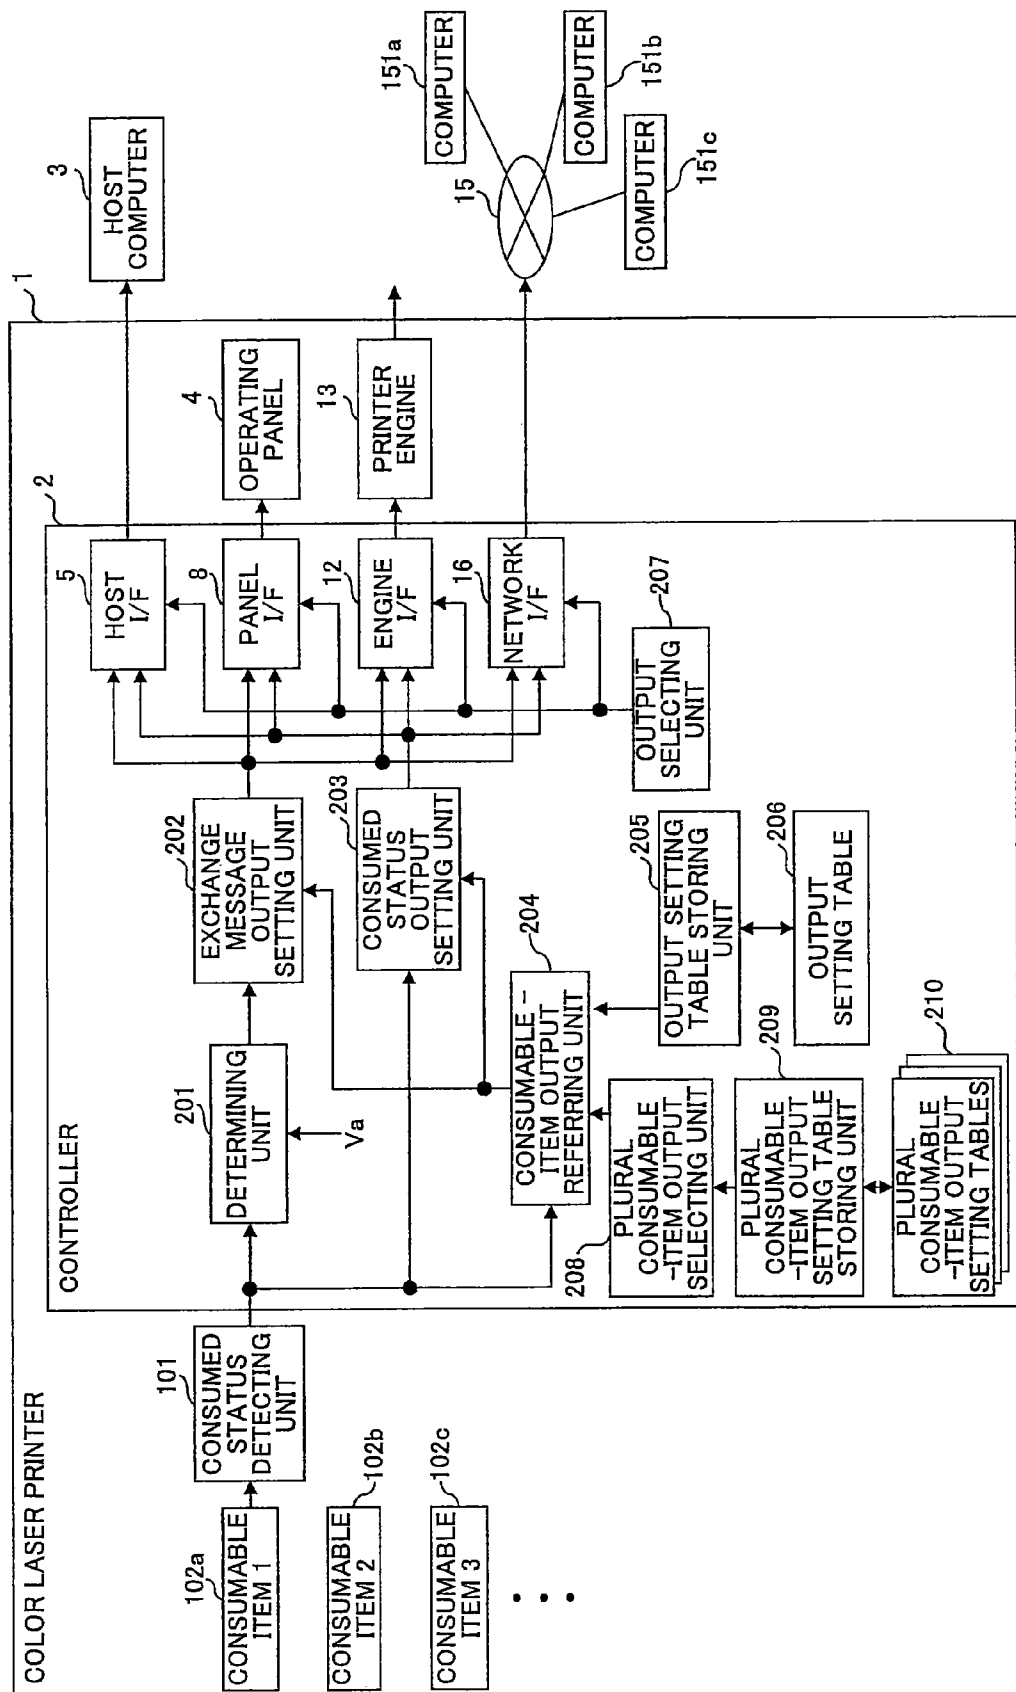 COLOR LASER PRINTER
1
102a
CONSUMABLE
ITEM 1
CONSUMABLE
ITEM 2
102b
CONSUMABLE
ITEM 3
102c
101
CONSUMED
STATUS
DETECTING
UNIT
CONTROLLER
2
201
DETERMINING
UNIT
Va
202
EXCHANGE
MESSAGE
OUTPUT
SETTING UNIT
203
CONSUMED
STATUS
OUTPUT
SETTING UNIT
204
CONSUMABLE -
ITEM OUTPUT
REFERRING UNIT
205
OUTPUT SETTING
TABLE STORING
UNIT
206
OUTPUT
SETTING TABLE
208
PLURAL
CONSUMABLE
-ITEM OUTPUT
SELECTING UNIT
209
PLURAL
CONSUMABLE
-ITEM OUTPUT
SETTING TABLE
STORING UNIT
210
PLURAL
CONSUMABLE
-ITEM OUTPUT
SETTING TABLES
207
OUTPUT
SELECTING
UNIT
5
HOST
I/F
8
PANEL
I/F
12
ENGINE
I/F
16
NETWORK
I/F
4
OPERATING
PANEL
13
PRINTER
ENGINE
3
HOST
COMPUTER
15
COMPUTER
151a
COMPUTER
151b
COMPUTER
151c